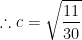 ∴ c = √(11/30)